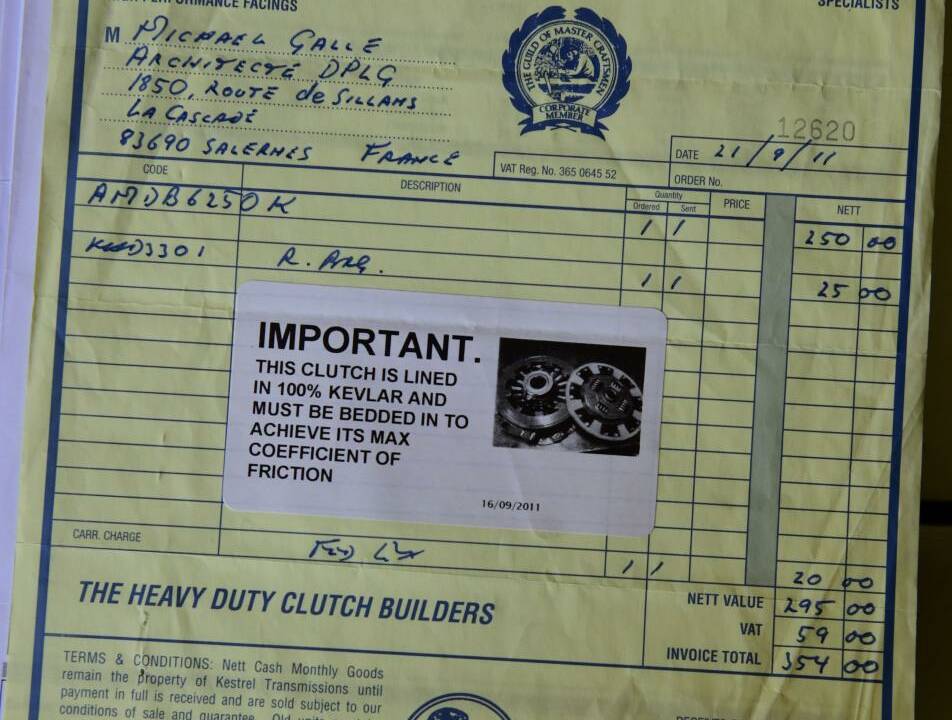 PERFORMANCE FACINGS
SPECIALISTS
M MICHAEL GALLE
ARCHITECTE DPLG
1850, ROUTE de SILLANS
LA CASCADE
83690 SALERNES FRANCE
THE GUILD OF MASTER CRAFTSMEN
CORPORATE
MEMBER
12620
VAT Reg. No. 365 0645 52
DATE 21/9/11
ORDER No.
CODE
DESCRIPTION
Quantity
Ordered Sent
PRICE
NETT
AMDB6250K
1 1
250 00
3301
1 1
25 00
IMPORTANT.
THIS CLUTCH IS LINED
IN 100% KEVLAR AND
MUST BE BEDDED IN TO
ACHIEVE ITS MAX
COEFFICIENT OF
FRICTION
16/09/2011
CARR. CHARGE
1 1
20 00
THE HEAVY DUTY CLUTCH BUILDERS
NETT VALUE 295 00
VAT 59 00
INVOICE TOTAL 354 00
TERMS & CONDITIONS: Nett Cash Monthly Goods
remain the Property of Kestrel Transmissions until
payment in full is received and are sold subject to our
conditions of sale and guarantee. Old units